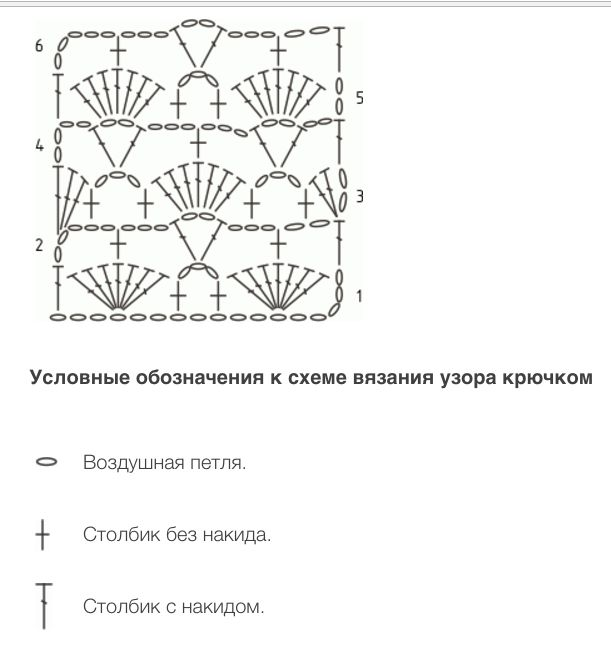 6
5
4
3
2
1
Условные обозначения к схеме вязания узора крючком
Воздушная петля.
Столбик без накида.
Столбик с накидом.